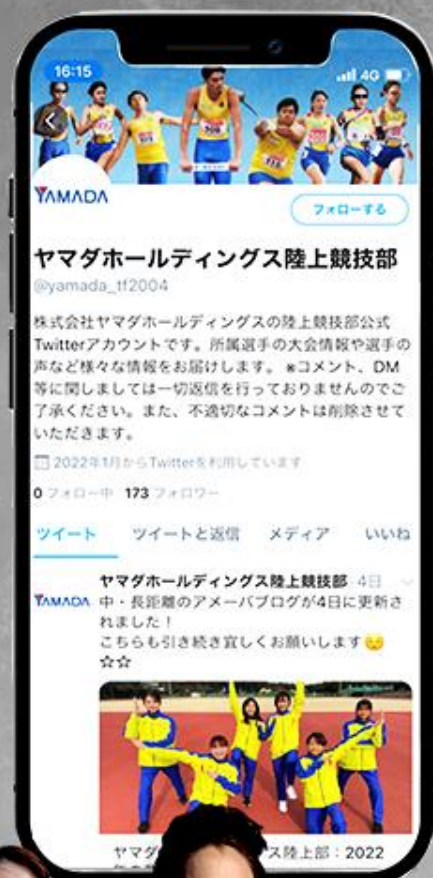 16:15
4G
YAMADA
フォローする
ヤマダホールディングス陸上競技部
@yamada_tf2004
株式会社ヤマダホールディングスの陸上競技部公式
Twitterアカウントです。所属選手の大会情報や選手の
声など様々な情報をお届けします。 ※コメント、DM
等に関しましては一切返信を行っておりませんのでご
了承ください。また、不適切なコメントは削除させて
いただきます。
2022年1月からTwitterを利用しています
0 フォロー中 173 フォロワー
ツイート ツイートと返信 メディア いいね
ヤマダホールディングス陸上競技部 4日
YAMADA 中・長距離のアメーバブログが4日に更新さ
れました！
こちらも引き続き宜しくお願いします😌
☆☆
ヤマダ
ス陸上部：2022